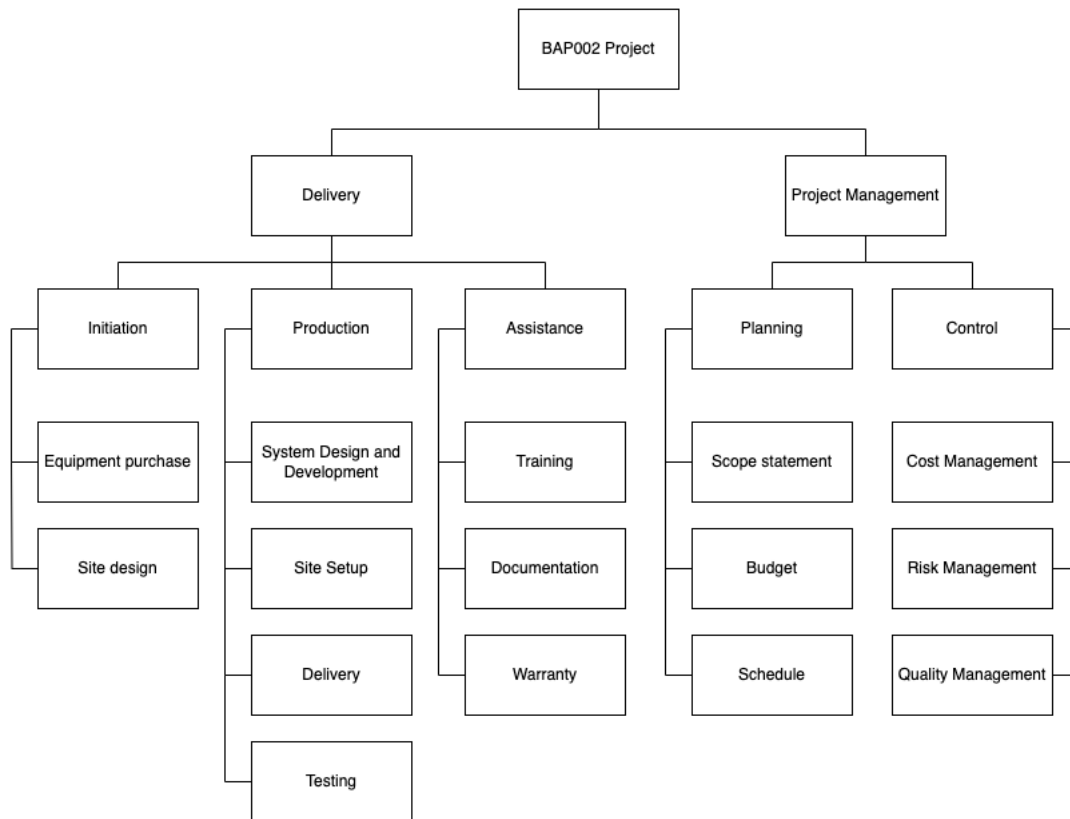 BAP002 Project
Delivery
Project Management
Initiation
Production
Assistance
Planning
Control
Equipment purchase
System Design and
Development
Training
Scope statement
Cost Management
Site design
Site Setup
Documentation
Budget
Risk Management
Delivery
Warranty
Schedule
Quality Management
Testing